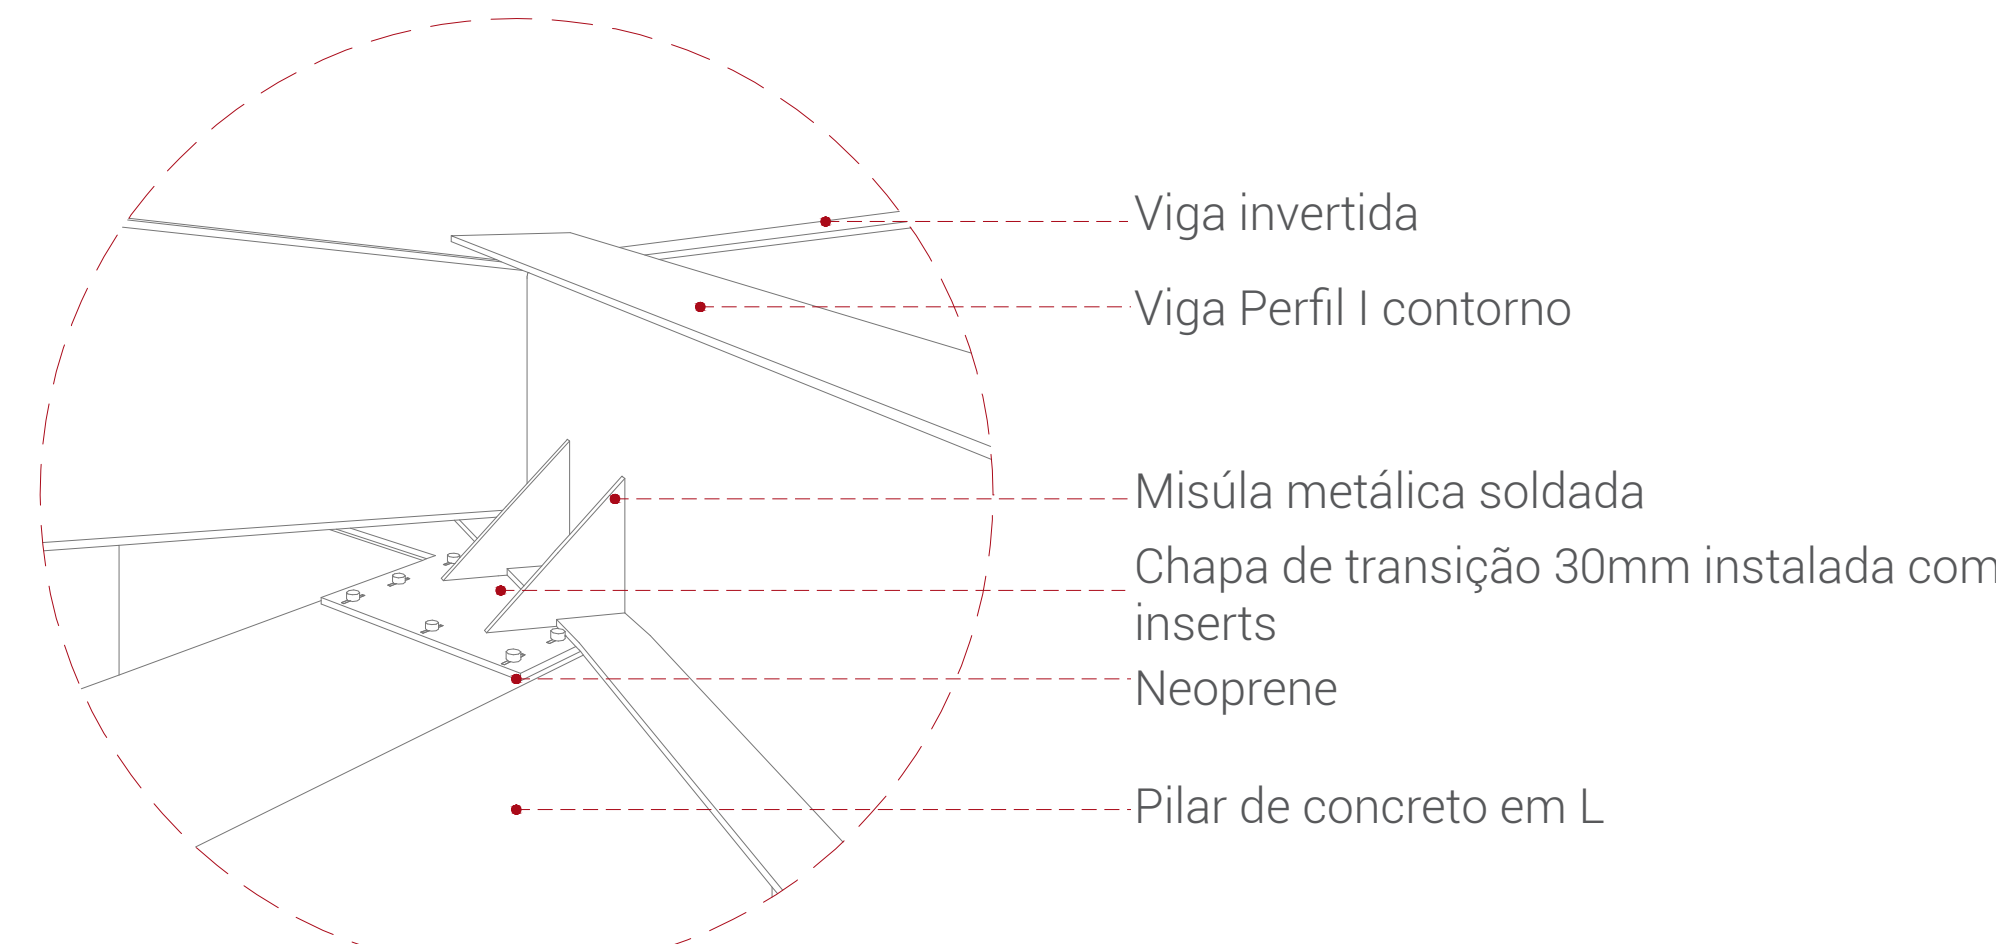 Viga invertida
Viga Perfil I contorno
Misúla metálica soldada
Chapa de transição 30mm instalada com
inserts
Neoprene
Pilar de concreto em L